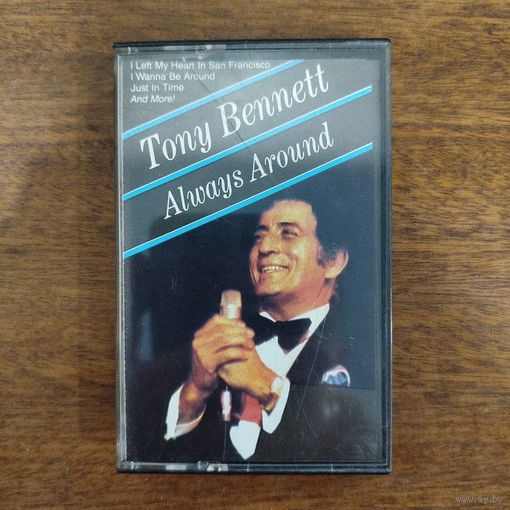 I Left My Heart In San Francisco
I Wanna Be Around
Just In Time
And More!
Tony Bennett
Always Around
ay.by